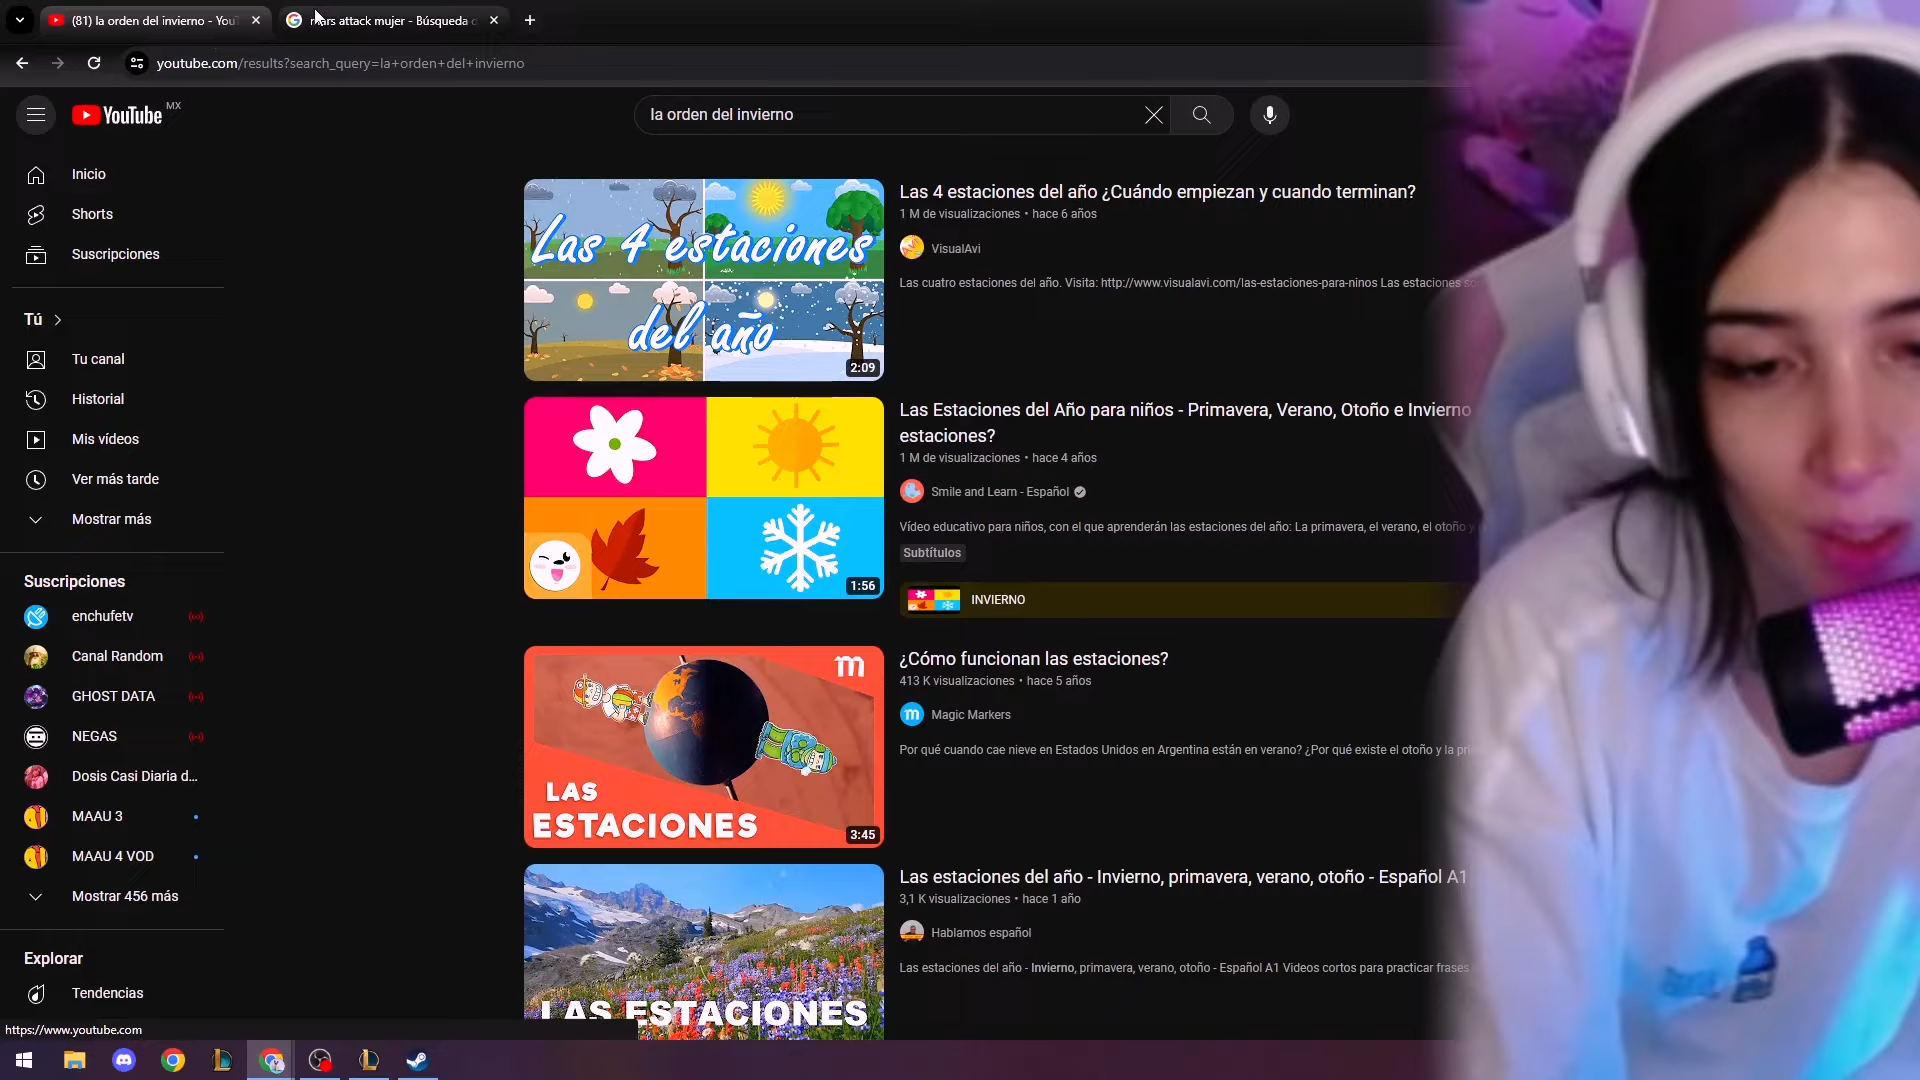 (81) la orden del invierno - You
mars attack mujer - Búsqueda
youtube.com/results?search_query=la+orden+del+invierno
YouTube MX
la orden del invierno
Inicio
Shorts
Suscripciones
Tú
Tu canal
Historial
Mis vídeos
Ver más tarde
Mostrar más
Suscripciones
enchufetv
Canal Random
GHOST DATA
NEGAS
Dosis Casi Diaria d...
MAAU 3
MAAU 4 VOD
Mostrar 456 más
Explorar
Tendencias
https://www.youtube.com
Las 4 estaciones
del año
2:09
Las 4 estaciones del año ¿Cuándo empiezan y cuando terminan?
1 M de visualizaciones • hace 6 años
VisualAvi
Las cuatro estaciones del año. Visita: http://www.visualavi.com/las-estaciones-para-ninos Las estaciones
1:56
Las Estaciones del Año para niños - Primavera, Verano, Otoño e Invierno
estaciones?
1 M de visualizaciones • hace 4 años
Smile and Learn - Español
Vídeo educativo para niños, con el que aprenderán las estaciones del año: La primavera, el verano, el otoño y
Subtítulos
INVIERNO
m
LAS
ESTACIONES
3:45
¿Cómo funcionan las estaciones?
413 K visualizaciones • hace 5 años
m
Magic Markers
Por qué cuando cae nieve en Estados Unidos en Argentina están en verano? ¿Por qué existe el otoño y la
LAS ESTACIONES
Las estaciones del año - Invierno, primavera, verano, otoño - Español A1
3,1 K visualizaciones • hace 1 año
Hablamos español
Las estaciones del año - Invierno, primavera, verano, otoño - Español A1 Videos cortos para practicar frases